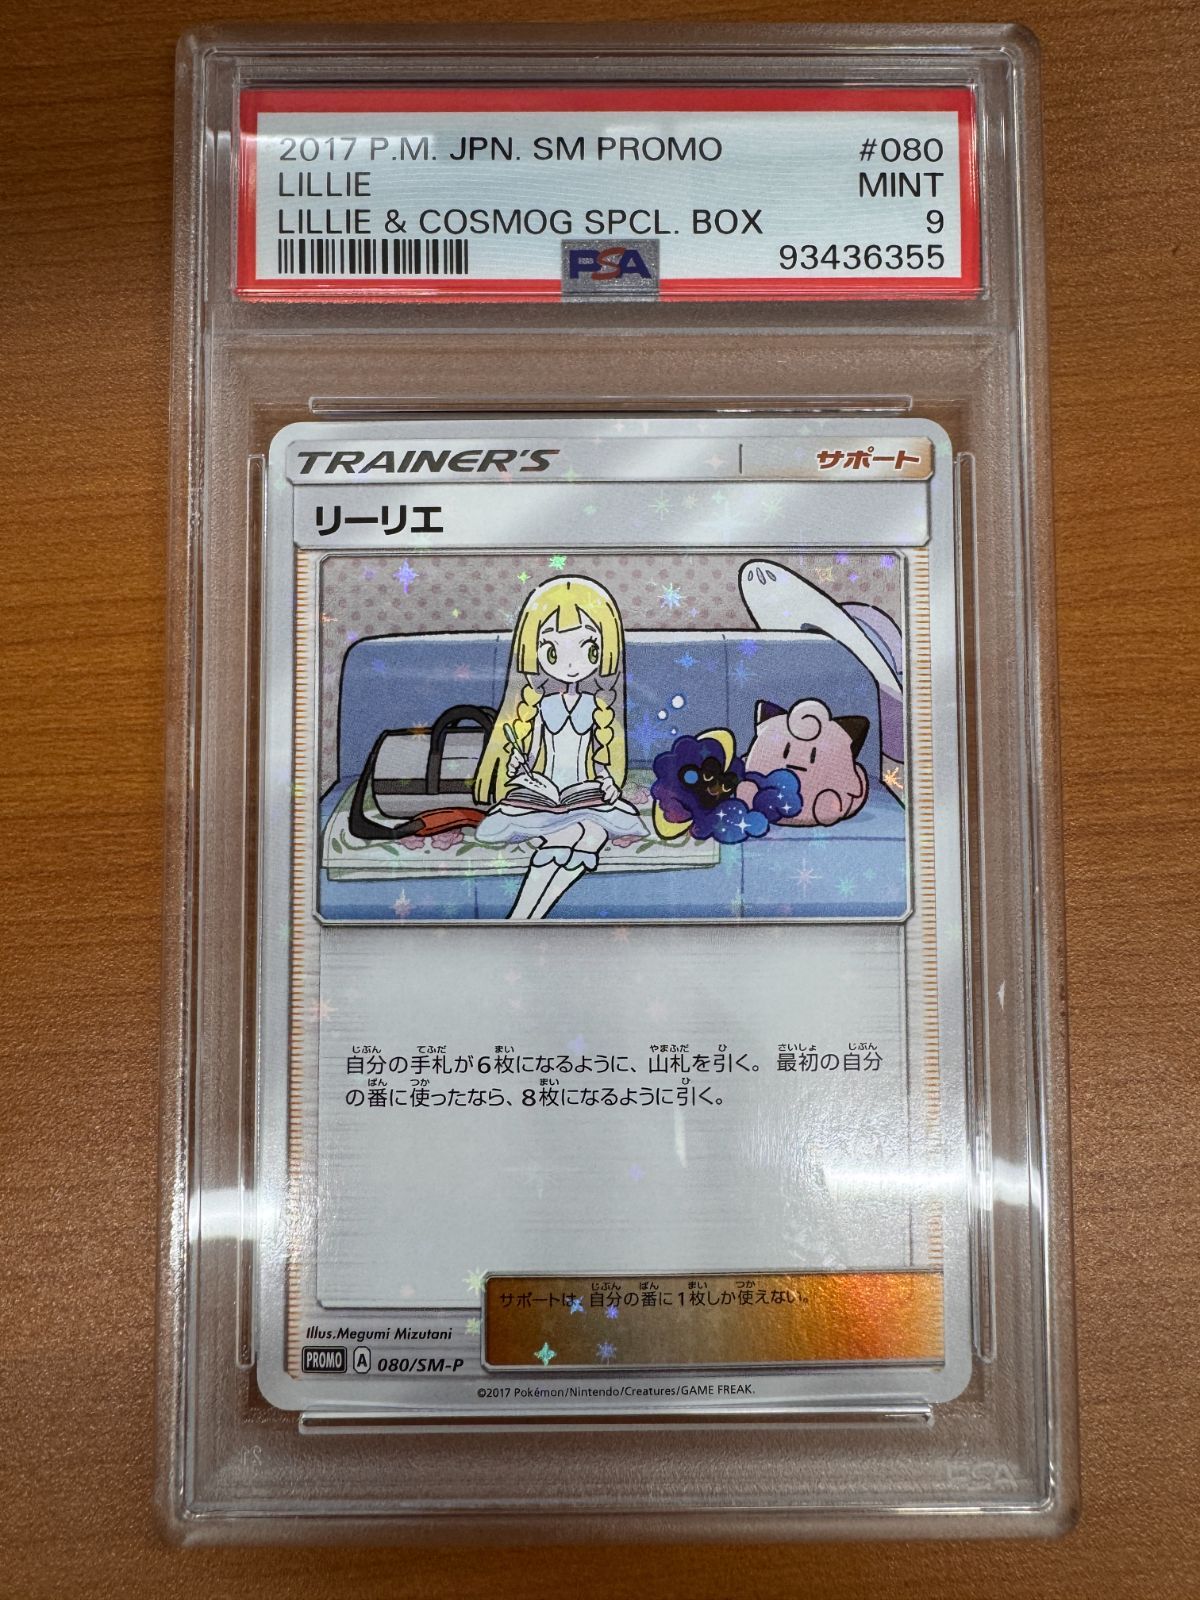 2017 P.M. JPN. SM PROMO #080
LILLIE MINT
LILLIE & COSMOG SPCL. BOX 9
PSA 93436355
TRAINER'S サポート
リーリエ
自分の手札が6枚になるように、山札を引く。最初の自分
の番に使ったなら、8枚になるように引く。
サポートは、自分の番に1枚しか使えない。
Illus.Megumi Mizutani
PROMO A 080/SM-P
©2017 Pokémon/Nintendo/Creatures/GAME FREAK.
PSA